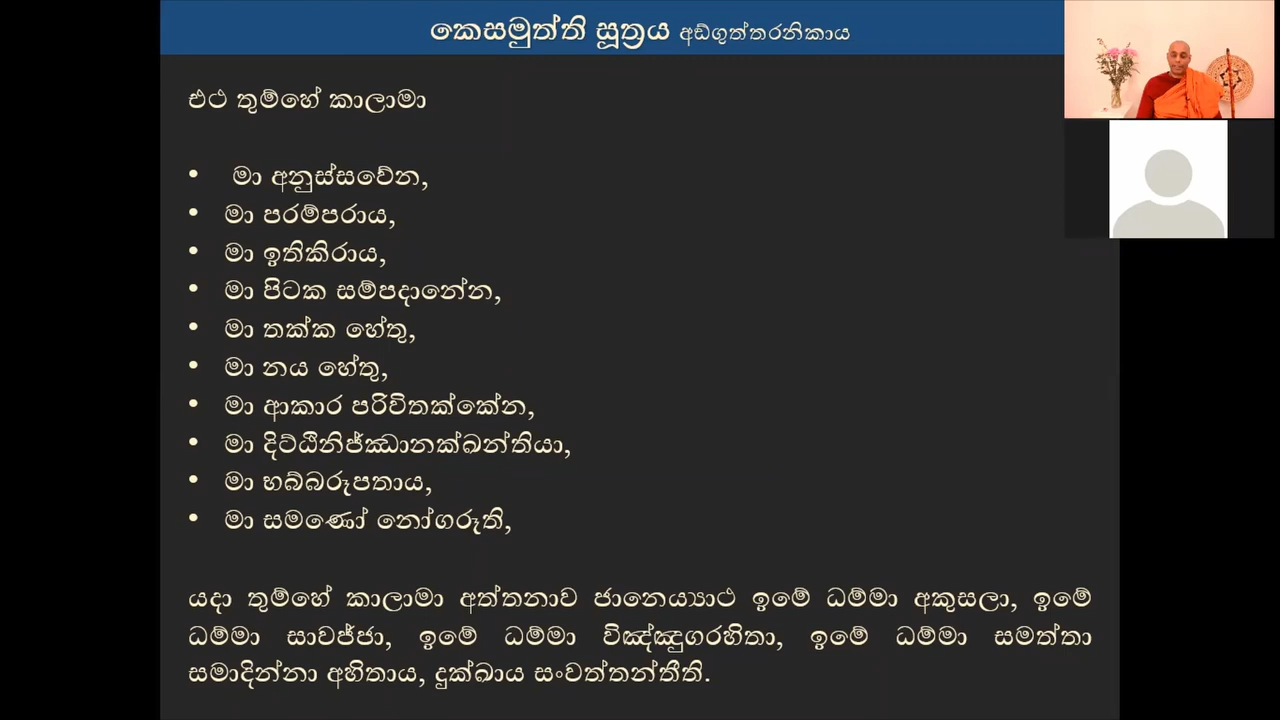 කෙසමුත්ති සූත්‍රය අඩ්ගුත්තරනිකාය
එථ තුම්හේ කාලාමා
• මා අනුස්සවේන,
• මා පරම්පරාය,
• මා ඉතිකිරාය,
• මා පිටක සම්පදානේන,
• මා තක්ක හේතු,
• මා නය හේතු,
• මා ආකාර පරිවිතක්කේන,
• මා දිට්ඨිනිජ්ඣානක්ඛන්තියා,
• මා භබ්බරූපතාය,
• මා සමණෝ නෝගරූති,
යදා තුම්හේ කාලාමා අත්තනාව ජානෙය්‍යාථ ඉමේ ධම්මා අකුසලා, ඉමේ
ධම්මා සාවජ්ජා, ඉමේ ධම්මා විඤ්ඤුගරහිතා, ඉමේ ධම්මා සමත්තා
සමාදින්නා අහිතාය, දුක්ඛාය සංවත්තන්තීති.